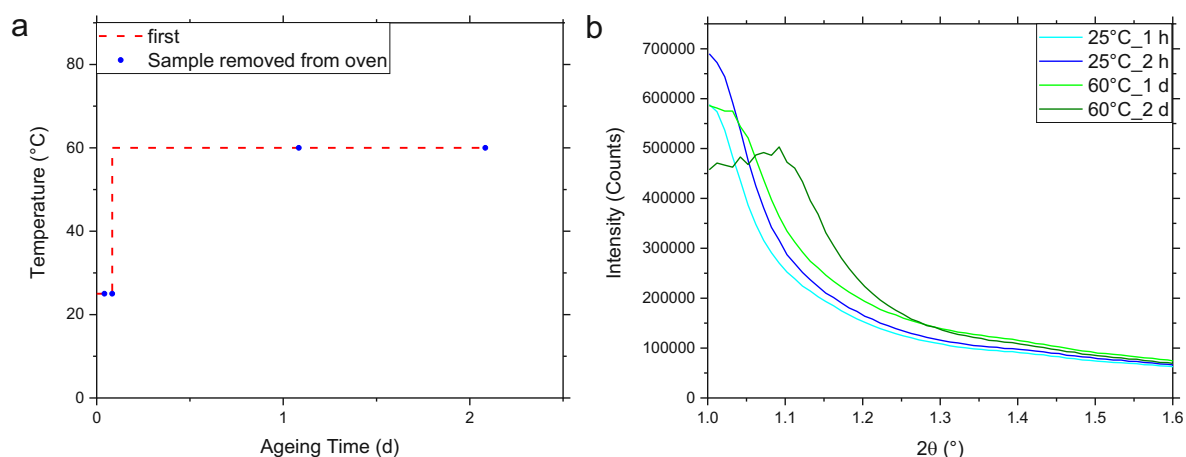 a
first
Sample removed from oven
80
60
40
20
0
Temperature (°C)
0
1
2
Ageing Time (d)
b
25°C_1 h
25°C_2 h
60°C_1 d
60°C_2 d
700000
600000
500000
400000
300000
200000
100000
0
Intensity (Counts)
1.0
1.1
1.2
1.3
1.4
1.5
1.6
2θ (°)